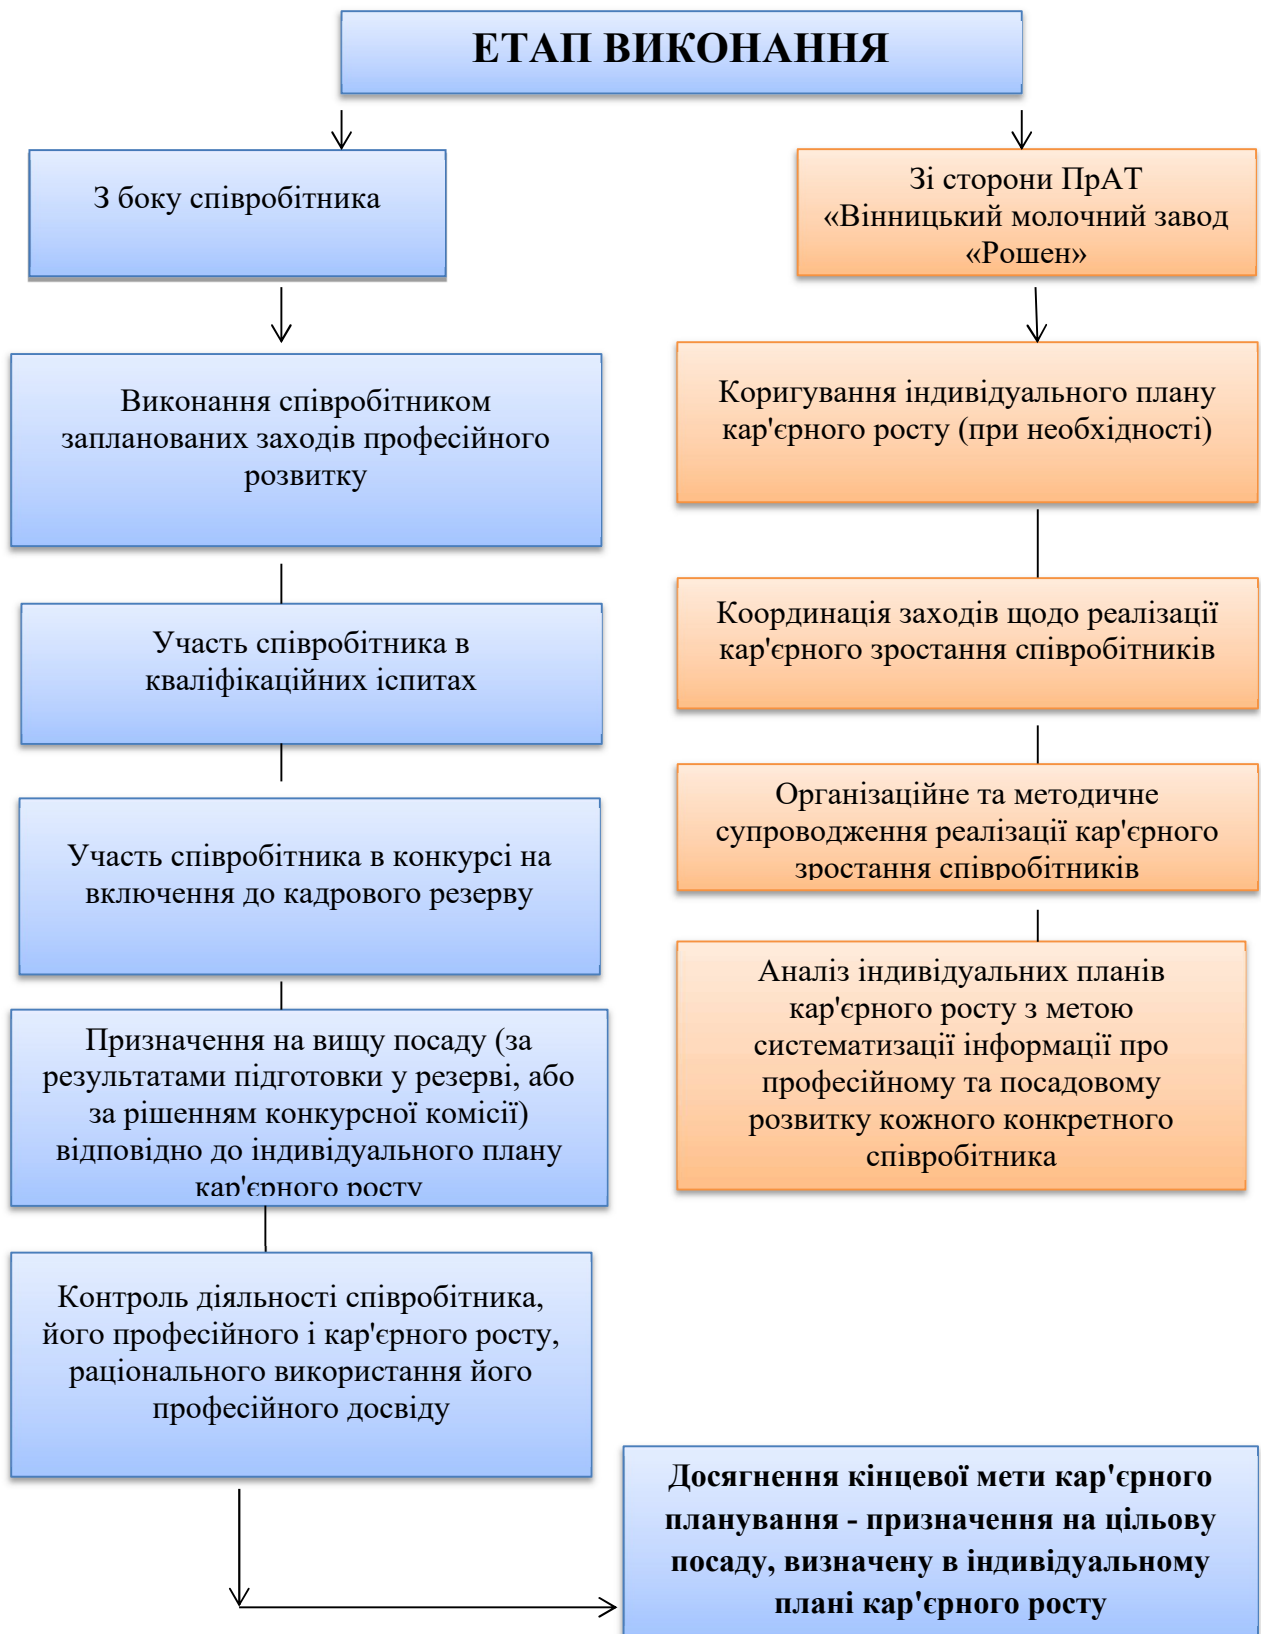 ЕТАП ВИКОНАННЯ
З боку співробітника
Зі сторони ПрАТ
«Вінницький молочний завод
«Рошен»
Виконання співробітником
запланованих заходів професійного
розвитку
Участь співробітника в
кваліфікаційних іспитах
Участь співробітника в конкурсі на
включення до кадрового резерву
Призначення на вищу посаду (за
результатами підготовки у резерві, або
за рішенням конкурсної комісії)
відповідно до індивідуального плану
кар'єрного росту
Контроль діяльності співробітника,
його професійного і кар'єрного росту,
раціонального використання його
професійного досвіду
Коригування індивідуального плану
кар'єрного росту (при необхідності)
Координація заходів щодо реалізації
кар'єрного зростання співробітників
Організаційне та методичне
супроводження реалізації кар'єрного
зростання співробітників
Аналіз індивідуальних планів
кар'єрного росту з метою
систематизації інформації про
професійному та посадовому
розвитку кожного конкретного
співробітника
Досягнення кінцевої мети кар'єрного
планування - призначення на цільову
посаду, визначену в індивідуальному
плані кар'єрного росту